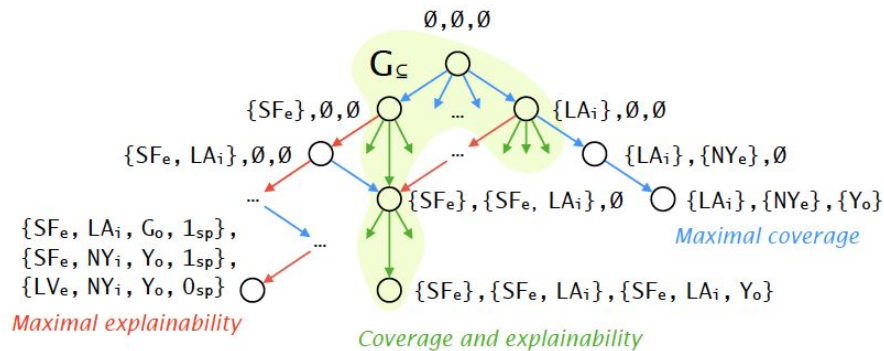 Ø,Ø,Ø
G⊆
{SFₑ},Ø,Ø
...
{LAᵢ},Ø,Ø
{SFₑ, LAᵢ},Ø,Ø
...
{LAᵢ},{NYₑ},Ø
...
{SFₑ},{SFₑ, LAᵢ},Ø
{LAᵢ},{NYₑ},{Yₒ}
{SFₑ, LAᵢ, Gₒ, 1ₛₚ},
{SFₑ, NYᵢ, Yₒ, 1ₛₚ},
{LVₑ, NYᵢ, Yₒ, 0ₛₚ}
...
Maximal coverage
{SFₑ},{SFₑ, LAᵢ},{SFₑ, LAᵢ, Yₒ}
Maximal explainability
Coverage and explainability